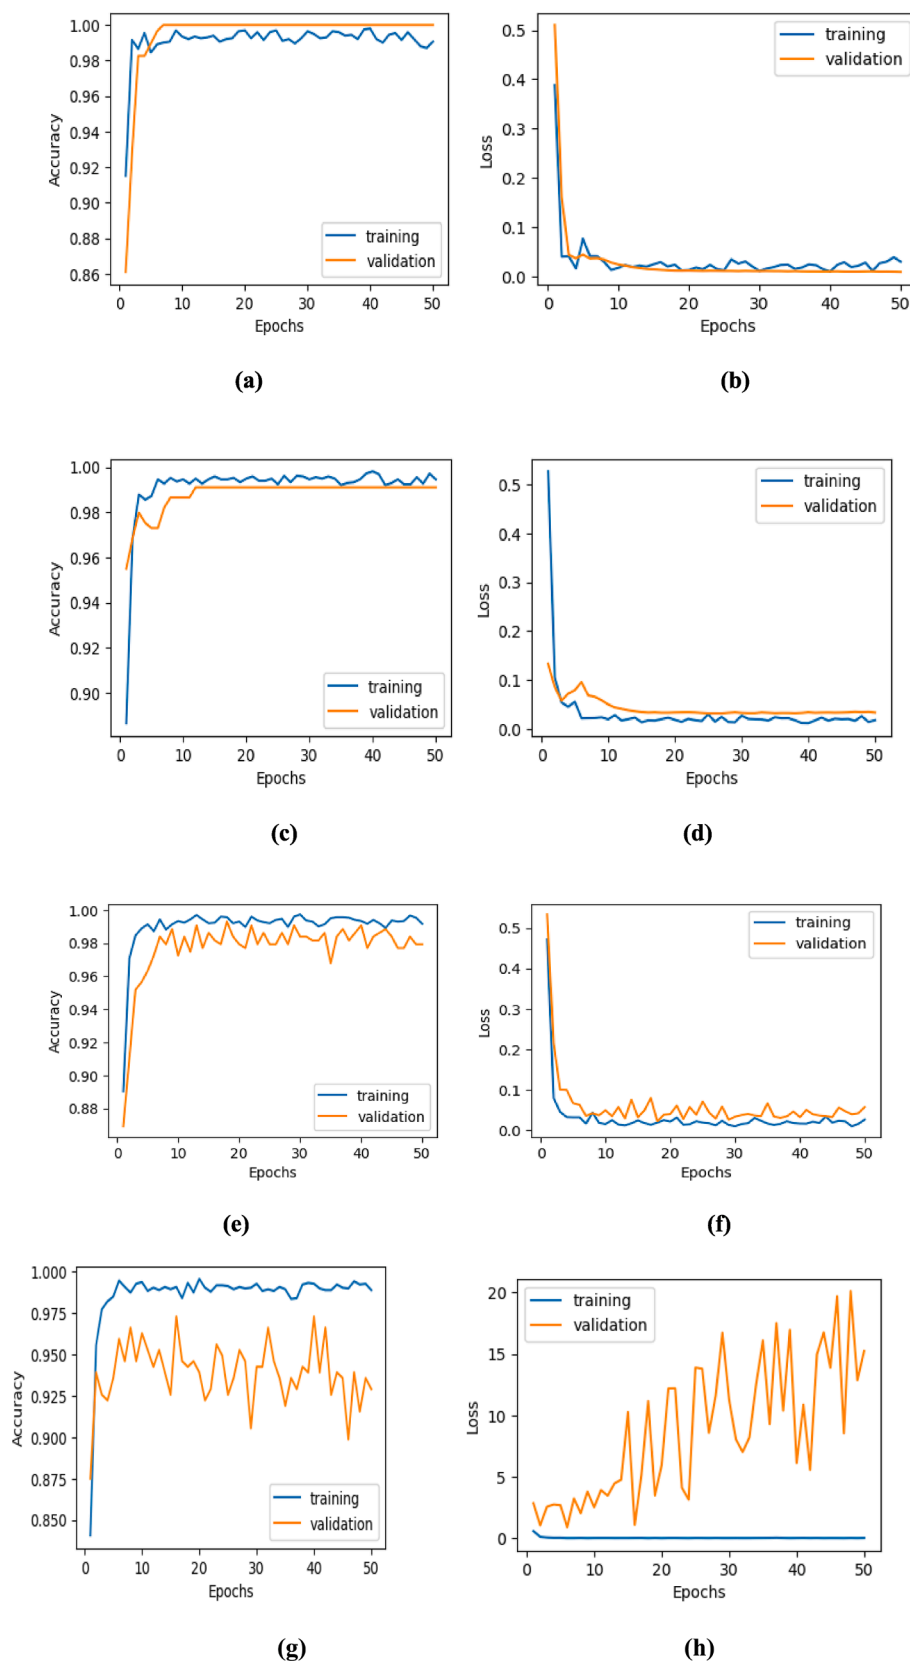 1.00
0.98
0.96
0.94
0.92
0.90
0.88
0.86
Accuracy
training
validation
0 10 20 30 40 50
Epochs
(a)
0.5
0.4
0.3
0.2
0.1
0.0
Loss
training
validation
0 10 20 30 40 50
Epochs
(b)
1.00
0.98
0.96
0.94
0.92
0.90
Accuracy
training
validation
0 10 20 30 40 50
Epochs
(c)
0.5
0.4
0.3
0.2
0.1
0.0
Loss
training
validation
0 10 20 30 40 50
Epochs
(d)
1.00
0.98
0.96
0.94
0.92
0.90
0.88
Accuracy
training
validation
0 10 20 30 40 50
Epochs
(e)
0.5
0.4
0.3
0.2
0.1
0.0
Loss
training
validation
0 10 20 30 40 50
Epochs
(f)
1.000
0.975
0.950
0.925
0.900
0.875
0.850
Accuracy
training
validation
0 10 20 30 40 50
Epochs
(g)
20
15
10
5
0
Loss
training
validation
0 10 20 30 40 50
Epochs
(h)